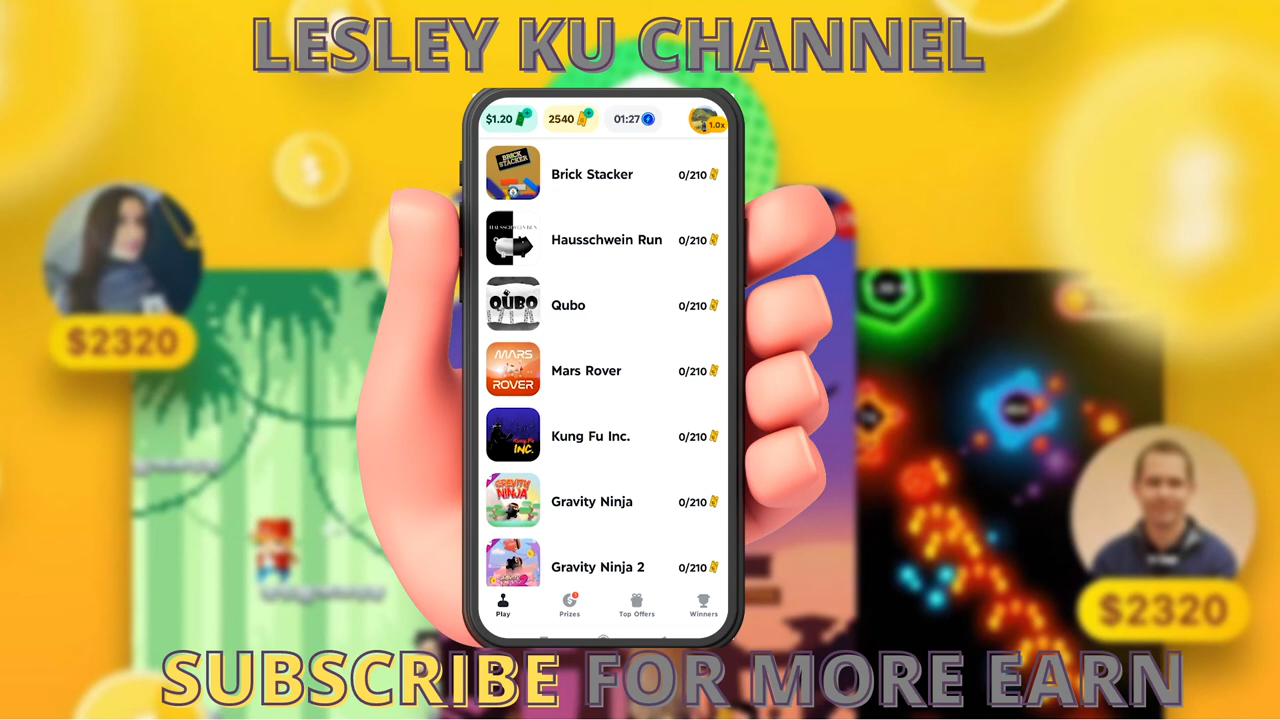 LESLEY KU CHANNEL
$1.20
2540
01:27
1.0x
BRICK STACKER
Brick Stacker
0/210
HAUSSCHWEIN RUN
Hausschwein Run
0/210
QUBO
Qubo
0/210
MARS
ROVER
Mars Rover
0/210
Kung Fu
INC.
Kung Fu Inc.
0/210
GRAVITY
NINJA
Gravity Ninja
0/210
Gravity Ninja 2
0/210
Play
Prizes
Top Offers
Winners
$2320
$2320
SUBSCRIBE FOR MORE EARN